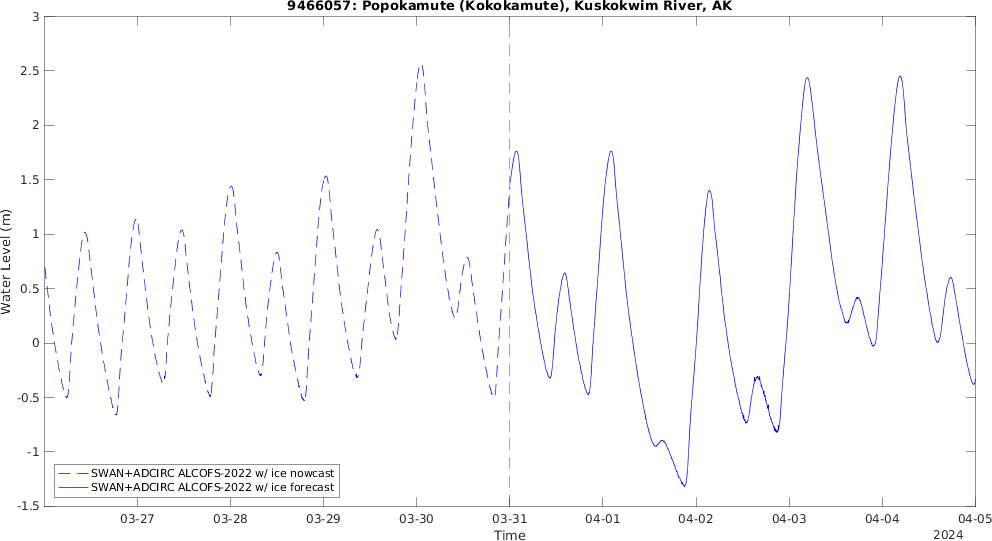 9466057: Popokamute (Kokokamute), Kuskokwim River, AK
3
2.5
2
1.5
1
0.5
0
-0.5
-1
-1.5
Water Level (m)
SWAN+ADCIRC ALCOFS-2022 w/ ice nowcast
SWAN+ADCIRC ALCOFS-2022 w/ ice forecast
03-27 03-28 03-29 03-30 03-31 04-01 04-02 04-03 04-04 04-05
Time
2024